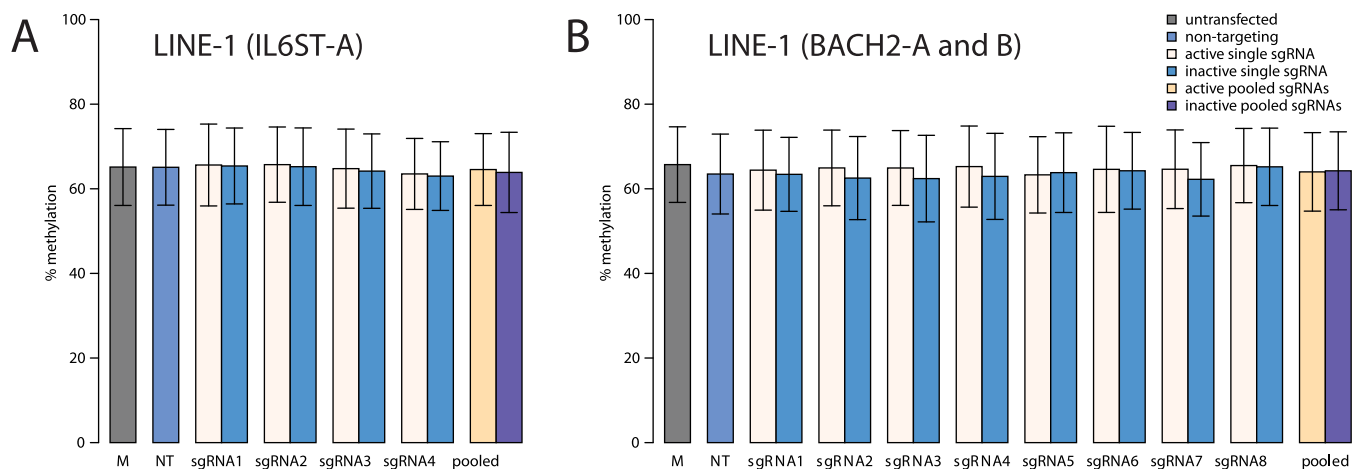 A
LINE-1 (IL6ST-A)
% methylation
100
80
60
40
20
0
M NT sgRNA1 sgRNA2 sgRNA3 sgRNA4 pooled
B
LINE-1 (BACH2-A and B)
untransfected
non-targeting
active single sgRNA
inactive single sgRNA
active pooled sgRNAs
inactive pooled sgRNAs
% methylation
100
80
60
40
20
0
M NT sgRNA1 sgRNA2 sgRNA3 sgRNA4 sgRNA5 sgRNA6 sgRNA7 sgRNA8 pooled